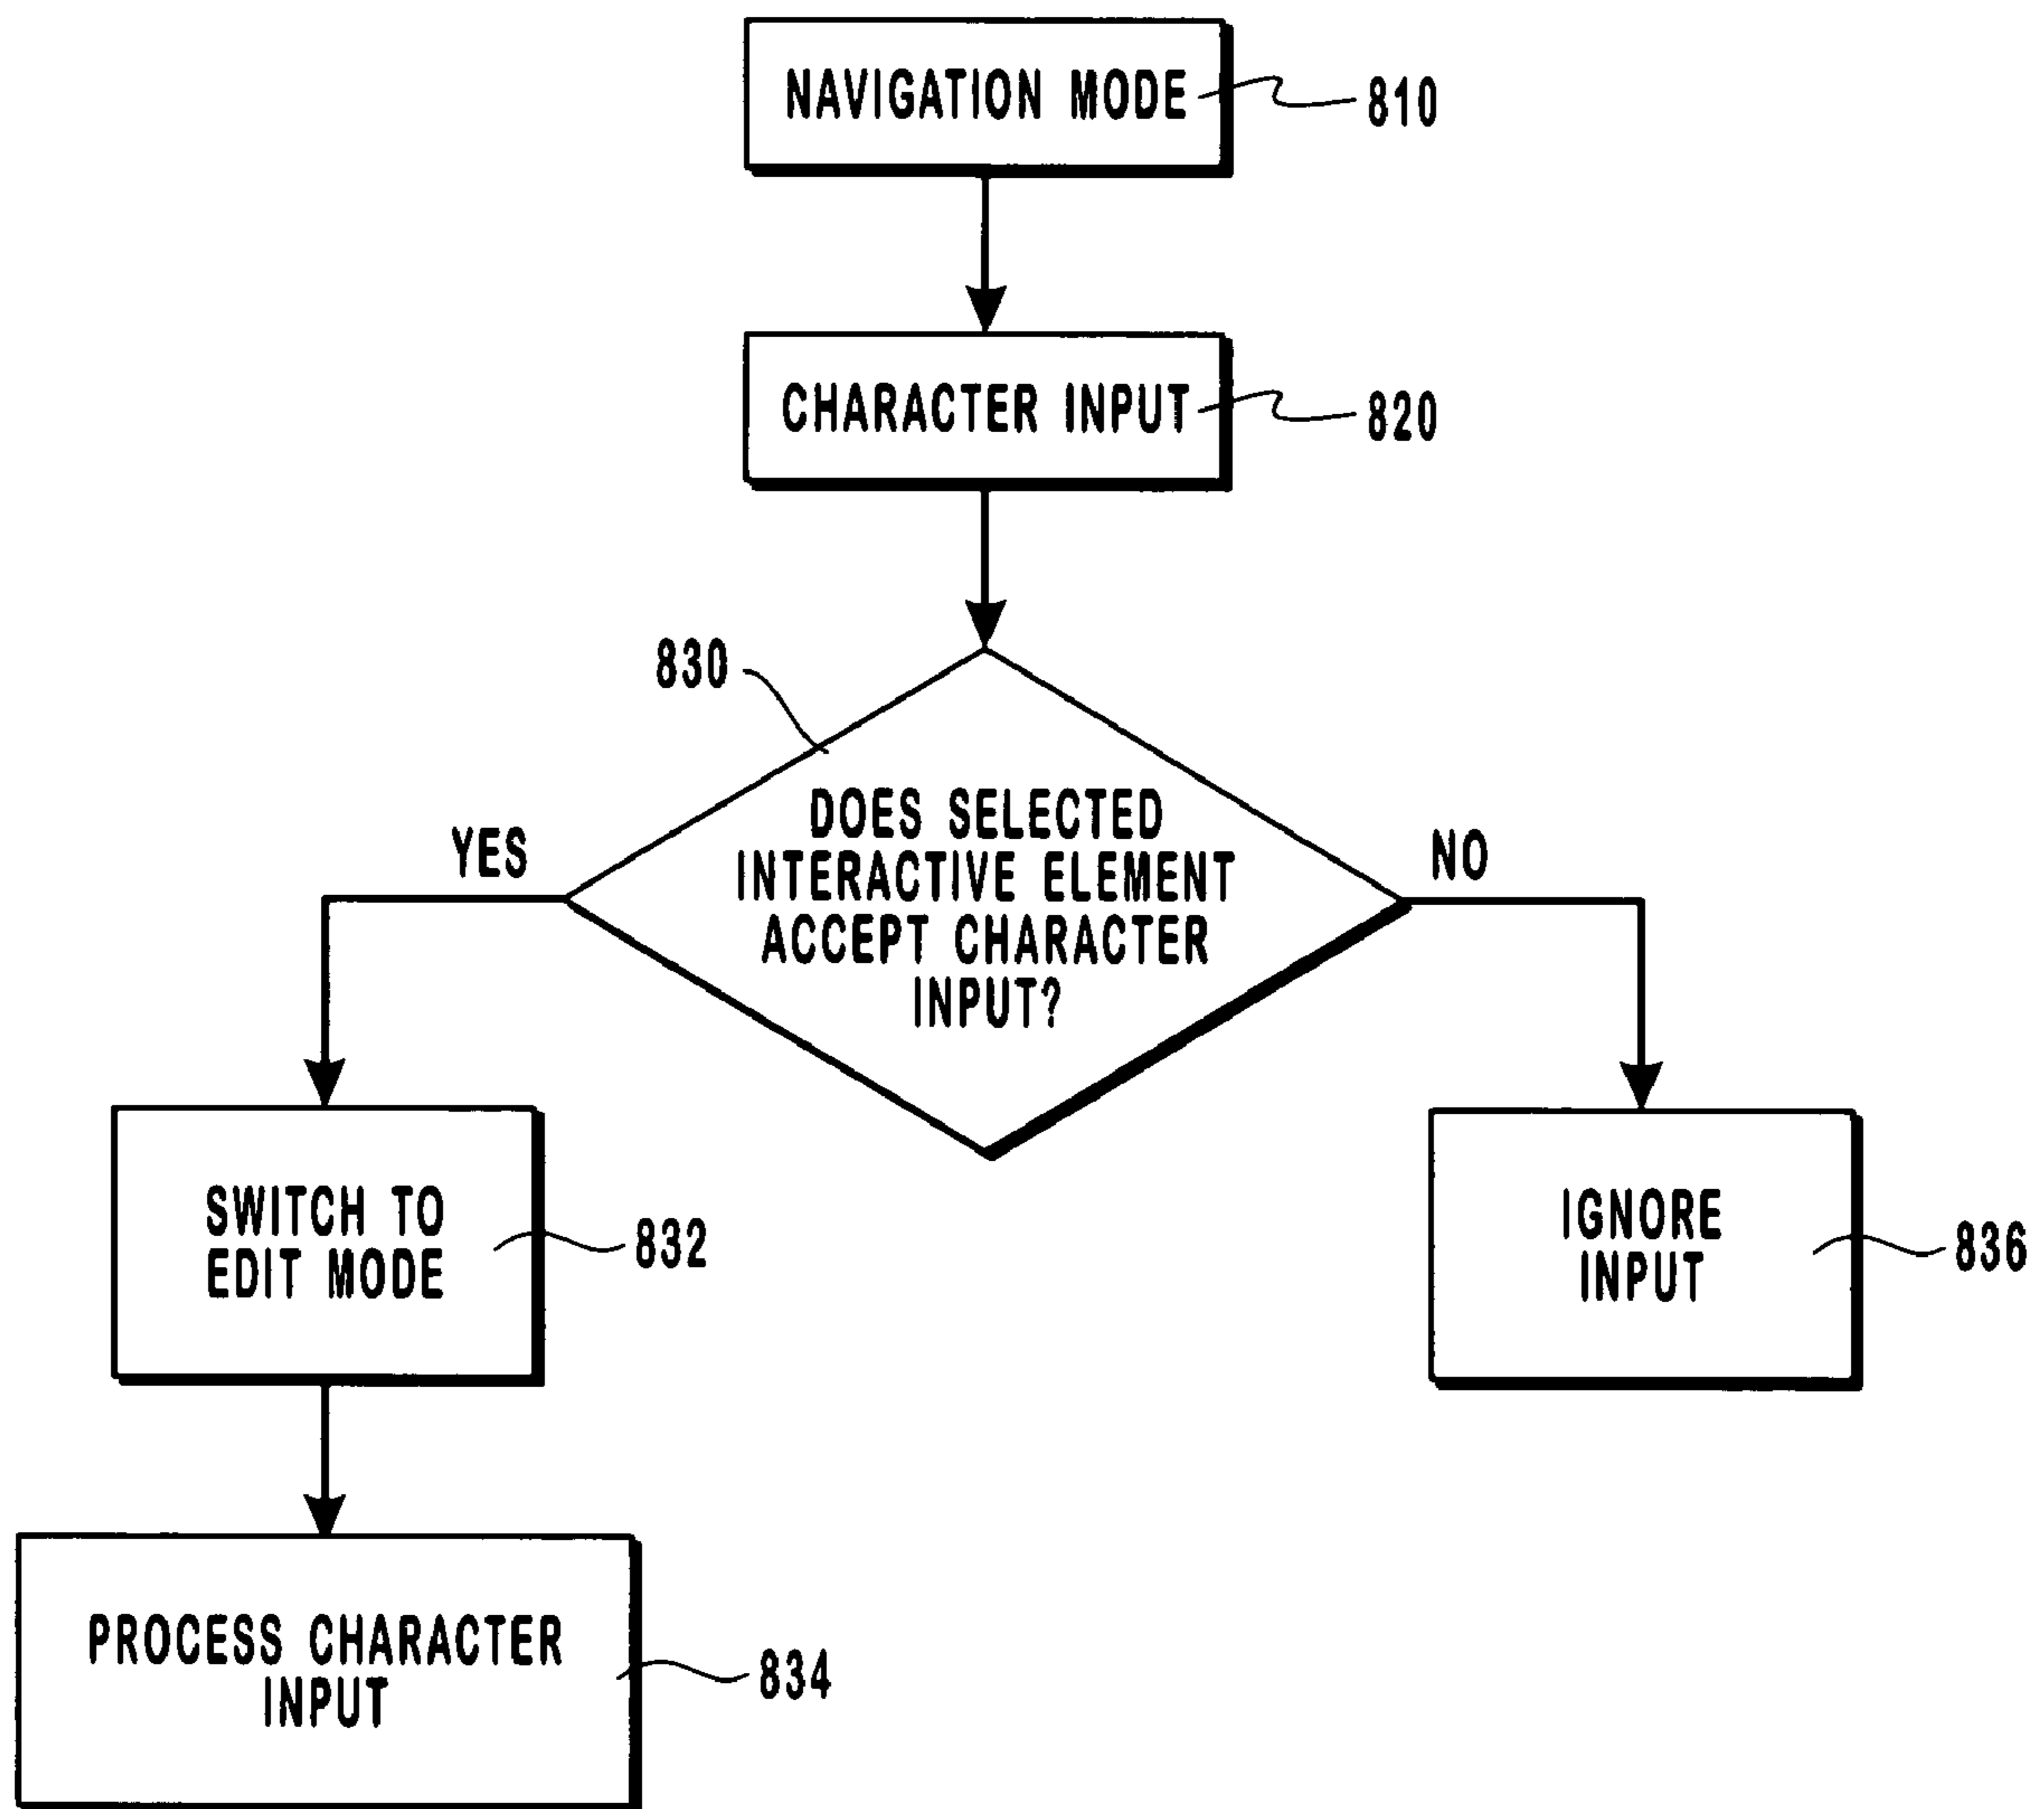 NAVIGATION MODE
810
CHARACTER INPUT
820
830
DOES SELECTED
INTERACTIVE ELEMENT
ACCEPT CHARACTER
INPUT?
YES
NO
SWITCH TO
EDIT MODE
832
IGNORE
INPUT
836
PROCESS CHARACTER
INPUT
834